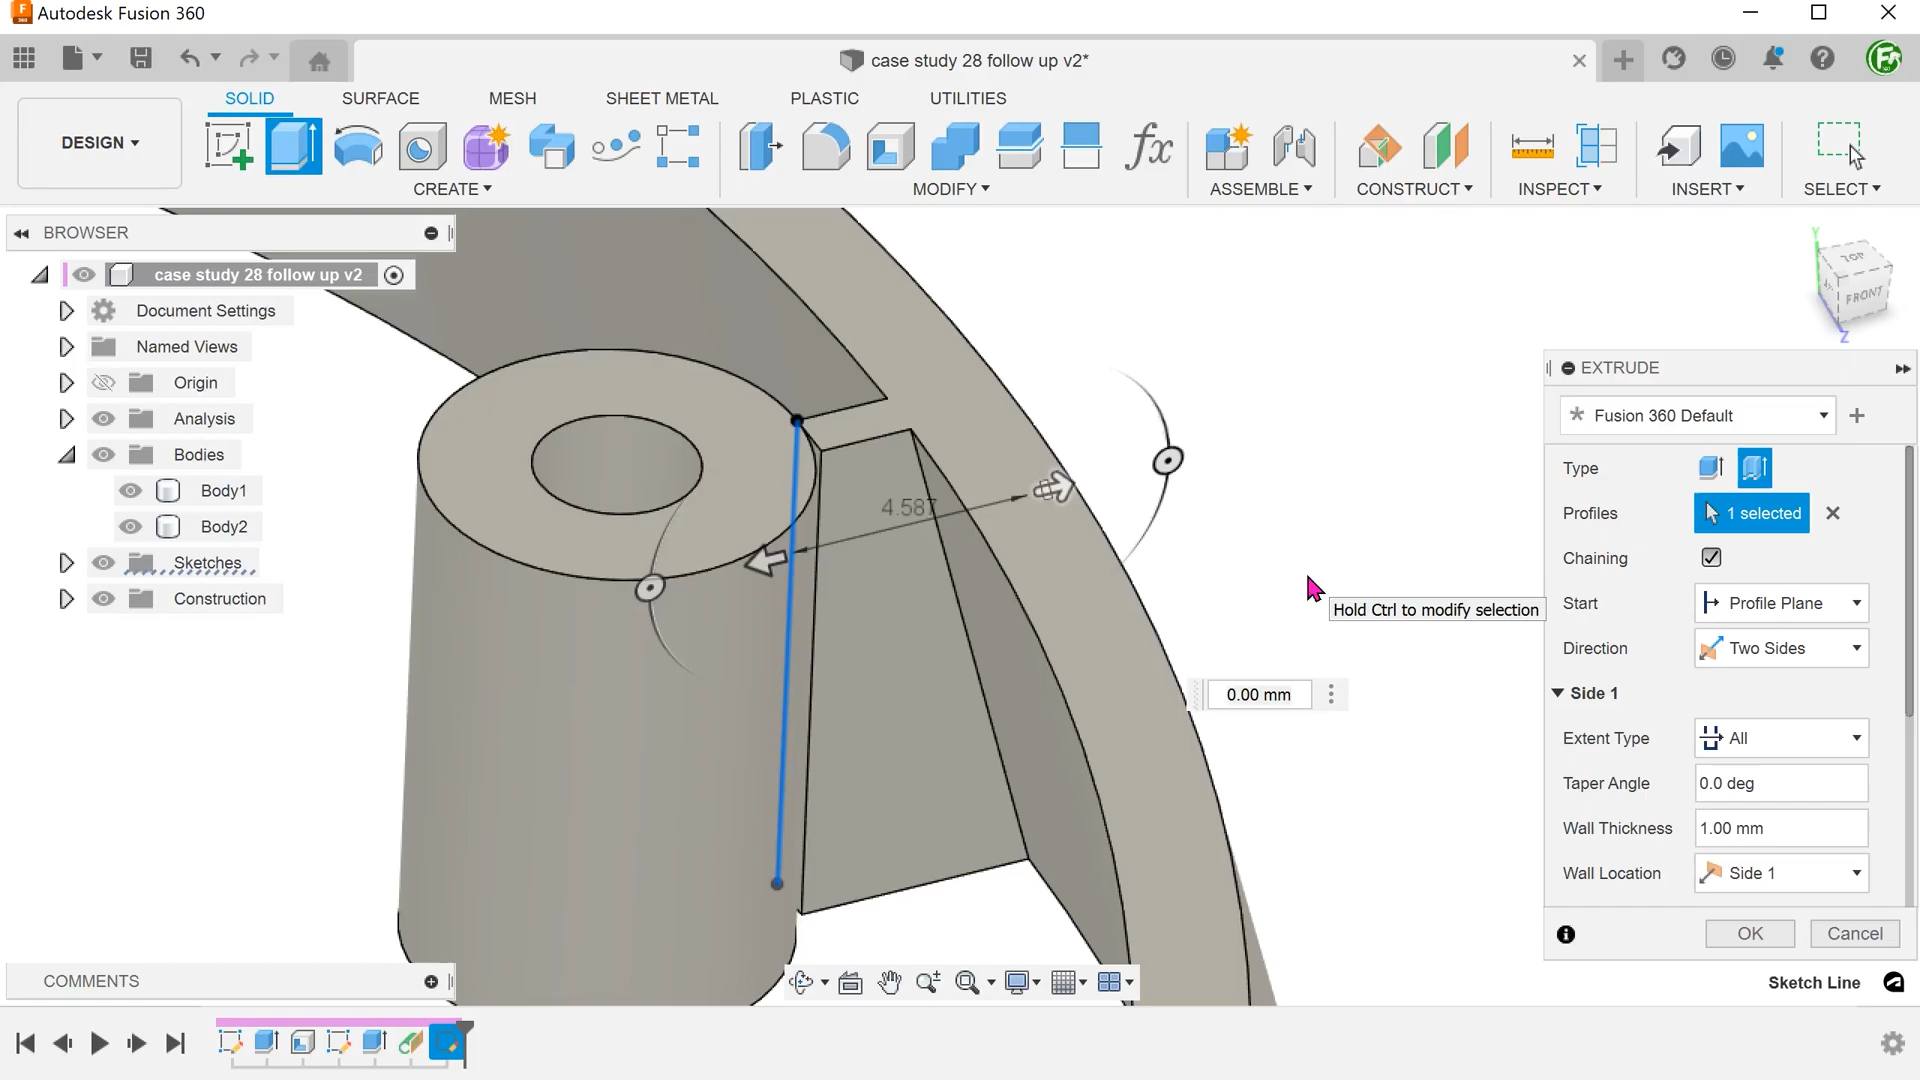 Autodesk Fusion 360
case study 28 follow up v2*
DESIGN
SOLID SURFACE MESH SHEET METAL PLASTIC UTILITIES
CREATE MODIFY ASSEMBLE CONSTRUCT INSPECT INSERT SELECT
fx
BROWSER
case study 28 follow up v2
Document Settings
Named Views
Origin
Analysis
Bodies
Body1
Body2
Sketches
Construction
4.587
Hold Ctrl to modify selection
0.00 mm
Y
TOP
FRONT
Z
EXTRUDE
* Fusion 360 Default
Type
Profiles 1 selected
Chaining
Start Profile Plane
Direction Two Sides
Side 1
Extent Type All
Taper Angle 0.0 deg
Wall Thickness 1.00 mm
Wall Location Side 1
OK Cancel
COMMENTS
Sketch Line